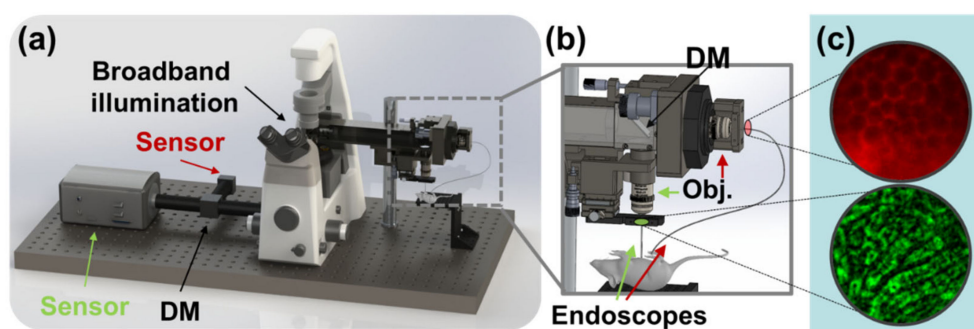 (a)
Broadband
illumination
Sensor
Sensor
DM
(b)
DM
Obj.
Endoscopes
(c)